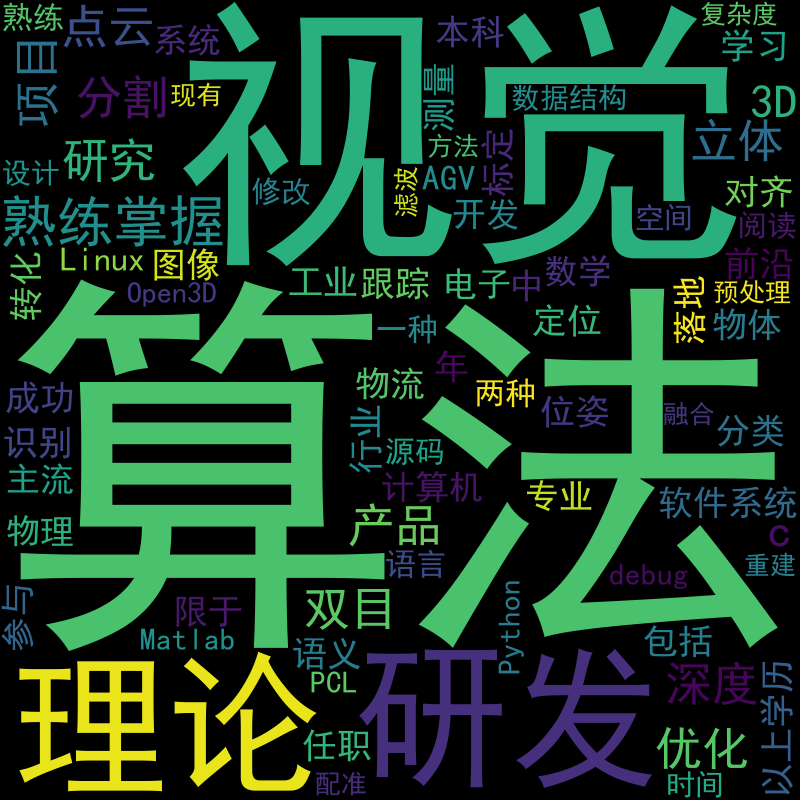 熟练
点云
系统
本科
复杂度
项目
分割
现有
视觉
测量
数据结构
学习
3D
设计
研究
修改
滤波
方法
AGV
标定
开发
立体
空间
对齐
阅读
熟练掌握
转化
Linux
图像
Open3D
工业
跟踪
电子
中
数学
前沿
落地
预处理
算法
一种
定位
物体
年
物流
两种
位姿
融合
分类
成功
识别
行业
源码
主流
计算机
专业
软件系统
物理
产品
语言
C
重建
参与
限于
双目
debug
Matlab
语义
Python
包括
理论
PCL
研发
深度
以上学历
任职
优化
配准
时间